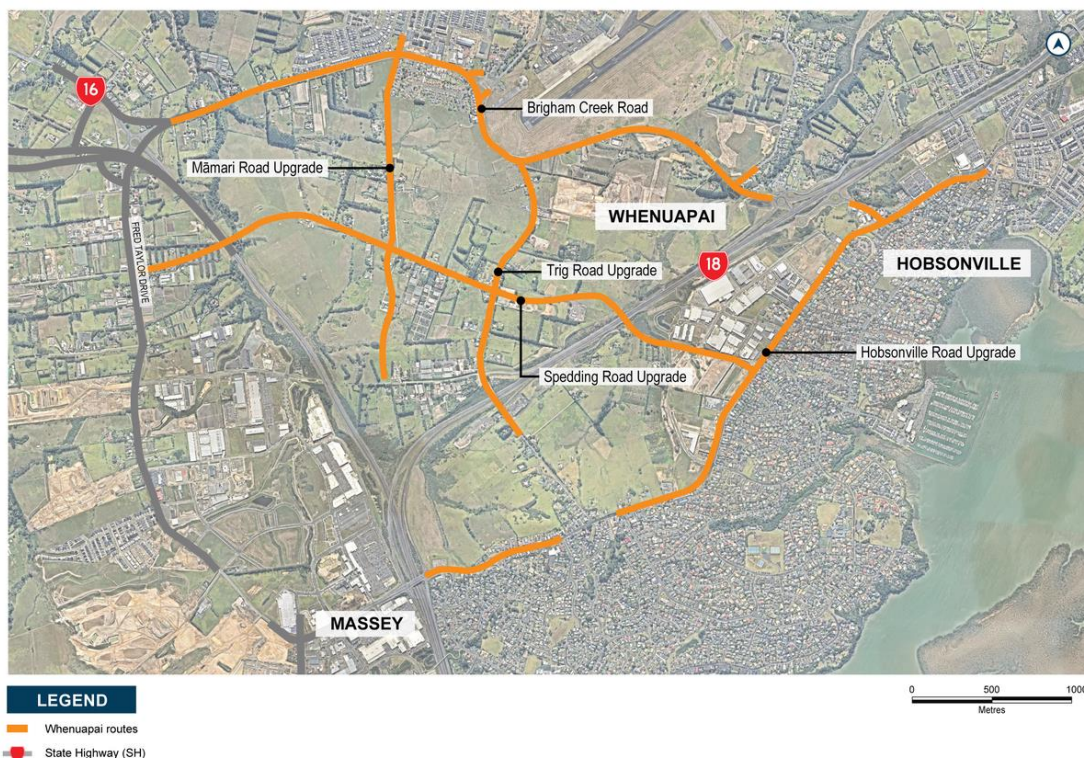 16
Brigham Creek Road
Māmari Road Upgrade
WHENUAPAI
FRED TAYLOR DRIVE
Trig Road Upgrade
18
HOBSONVILLE
Spedding Road Upgrade
Hobsonville Road Upgrade
MASSEY
LEGEND
Whenuapai routes
State Highway (SH)
0 500 1000
Metres